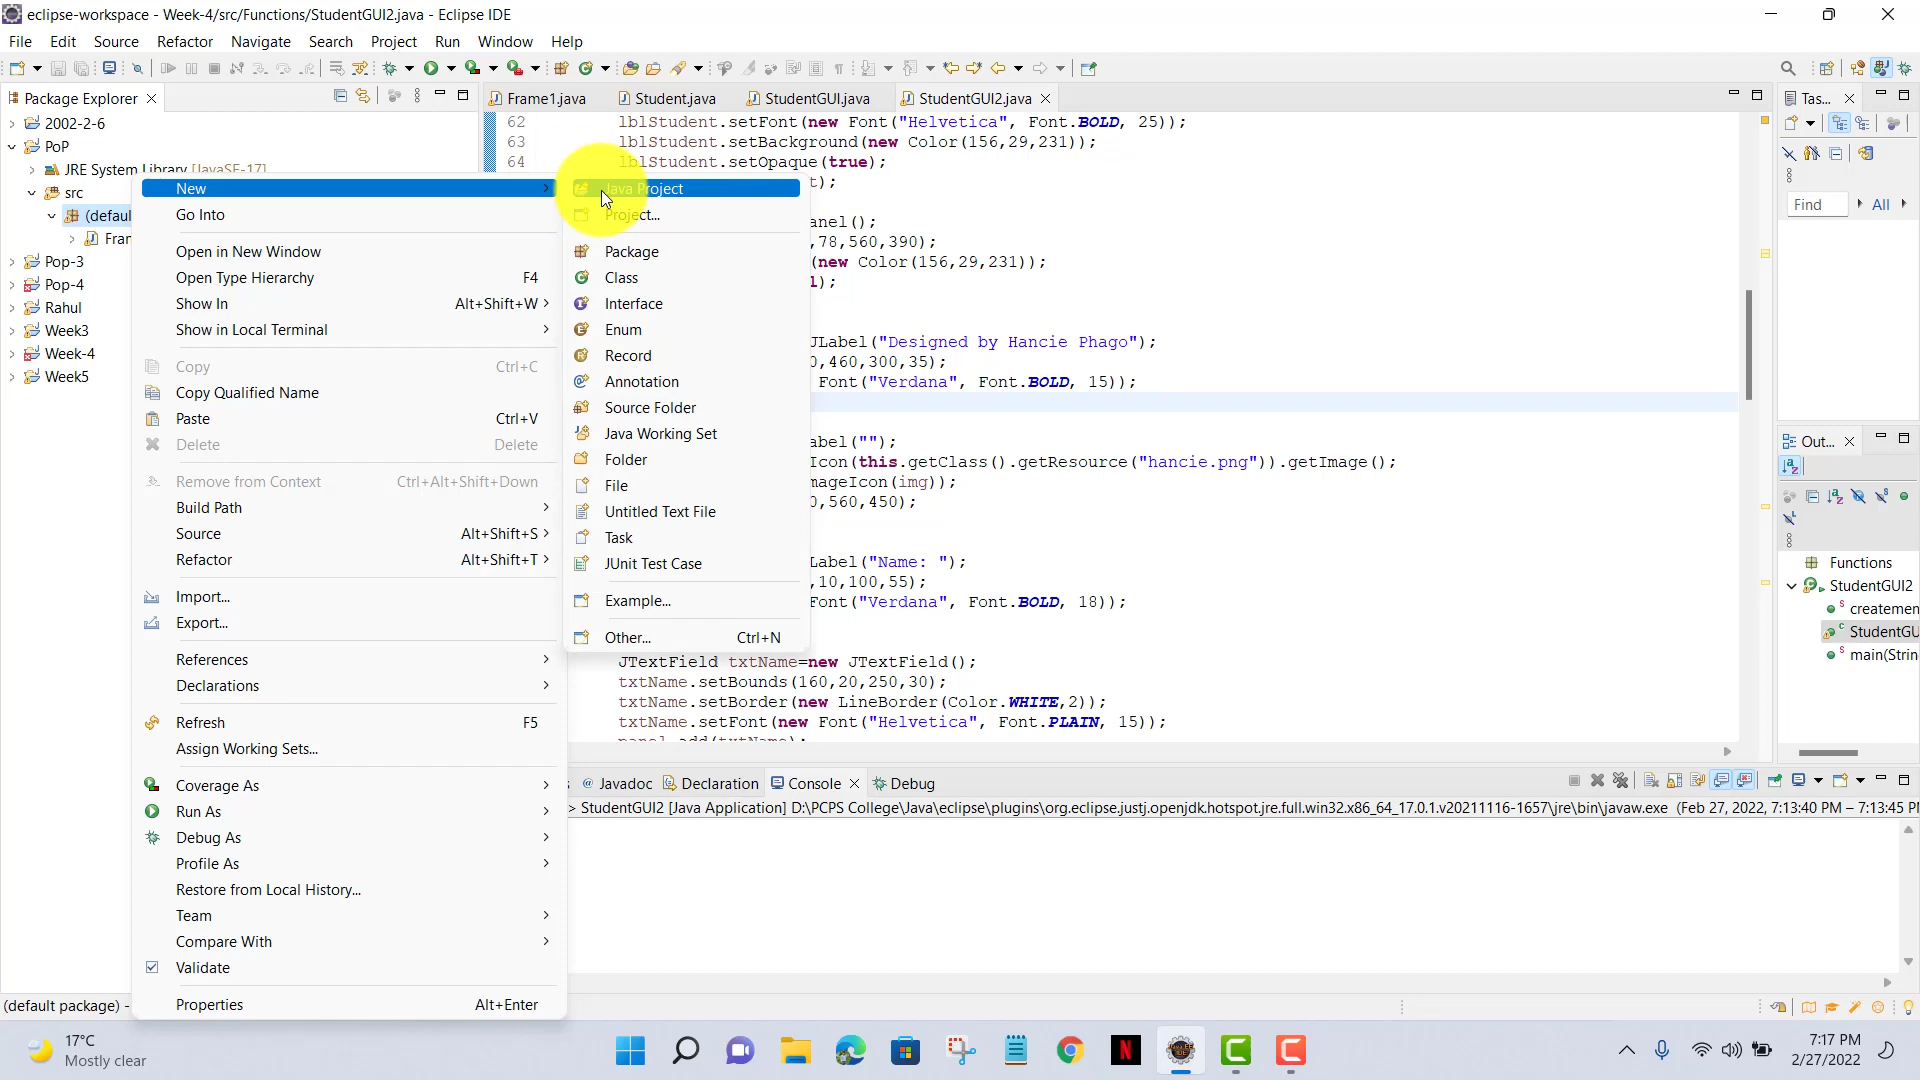 eclipse-workspace - Week-4/src/Functions/StudentGUI2.java - Eclipse IDE
File Edit Source Refactor Navigate Search Project Run Window Help
Package Explorer
Frame1.java
Student.java
StudentGUI.java
StudentGUI2.java
Tas...
2002-2-6
PoP
JRE System Library [JavaSE-17]
src
(defaul
Fran
Pop-3
Pop-4
Rahul
Week3
Week-4
Week5
New
Go Into
Open in New Window
Open Type Hierarchy F4
Show In Alt+Shift+W
Show in Local Terminal
Copy Ctrl+C
Copy Qualified Name
Paste Ctrl+V
Delete Delete
Remove from Context Ctrl+Alt+Shift+Down
Build Path
Source Alt+Shift+S
Refactor Alt+Shift+T
Import...
Export...
References
Declarations
Refresh F5
Assign Working Sets...
Coverage As
Run As
Debug As
Profile As
Restore from Local History...
Team
Compare With
Validate
Properties Alt+Enter
Java Project
Project...
Package
Class
Interface
Enum
Record
Annotation
Source Folder
Java Working Set
Folder
File
Untitled Text File
Task
JUnit Test Case
Example...
Other... Ctrl+N
62 lblStudent.setFont(new Font("Helvetica", Font.BOLD, 25));
63 lblStudent.setBackground(new Color(156,29,231));
64 lblStudent.setOpaque(true);
t);
anel();
,78,560,390);
(new Color(156,29,231));
l);
JLabel("Designed by Hancie Phago");
0,460,300,35);
Font("Verdana", Font.BOLD, 15));
abel("");
Icon(this.getClass().getResource("hancie.png")).getImage();
mageIcon(img));
0,560,450);
Label("Name: ");
,10,100,55);
Font("Verdana", Font.BOLD, 18));
JTextField txtName=new JTextField();
txtName.setBounds(160,20,250,30);
txtName.setBorder(new LineBorder(Color.WHITE,2));
txtName.setFont(new Font("Helvetica", Font.PLAIN, 15));
panel.add(txtName);
Find All
Out...
Functions
StudentGUI2
createmen
StudentGU
main(Strin
Javadoc Declaration Console Debug
> StudentGUI2 [Java Application] D:\PCPS College\Java\eclipse\plugins\org.eclipse.justj.openjdk.hotspot.jre.full.win32.x86_64_17.0.1.v20211116-1657\jre\bin\javaw.exe (Feb 27, 2022, 7:13:40 PM – 7:13:45 P
(default package) -
17°C
Mostly clear
7:17 PM
2/27/2022